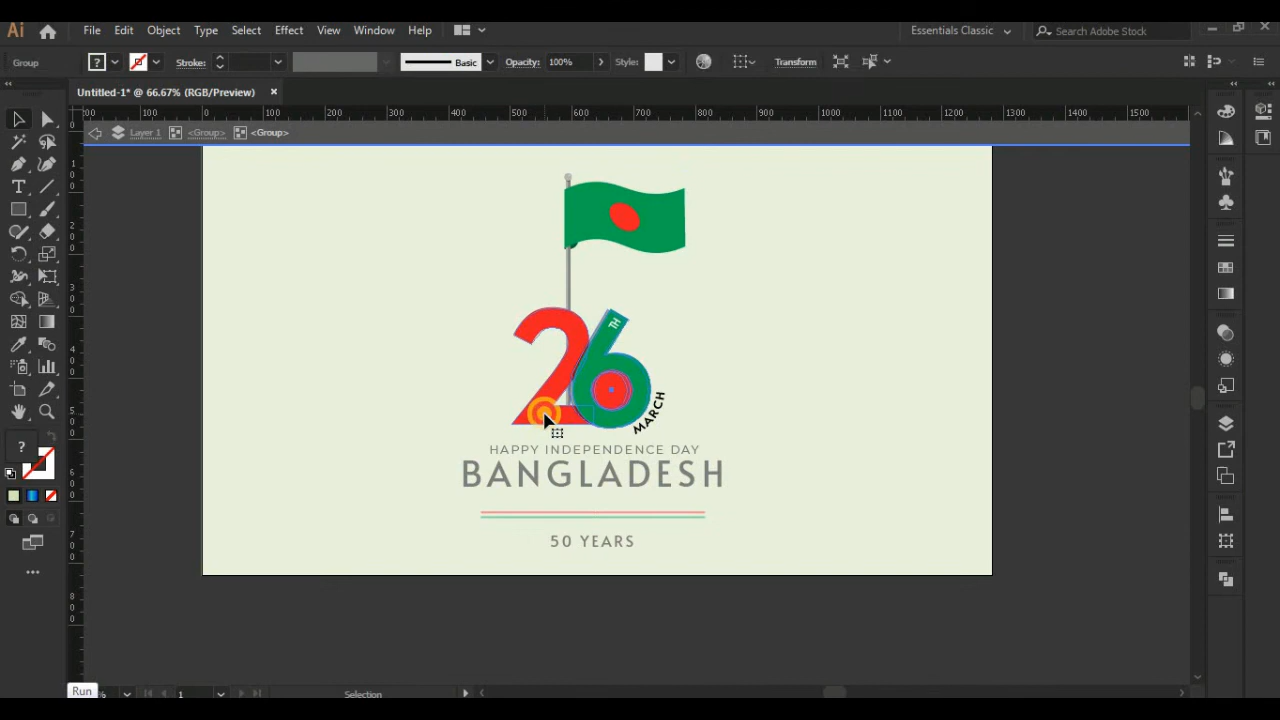 Ai File Edit Object Type Select Effect View Window Help Essentials Classic Search Adobe Stock
Group ? Stroke: Basic Opacity: 100% Style: Transform
Untitled-1* @ 66.67% (RGB/Preview) ×
100 200 300 400 500 600 700 800 900 1000 1100 1200 1300 1400 1500
Layer 1 <Group> <Group>
26
TH
MARCH
HAPPY INDEPENDENCE DAY
BANGLADESH
50 YEARS
?
Run 1 Selection